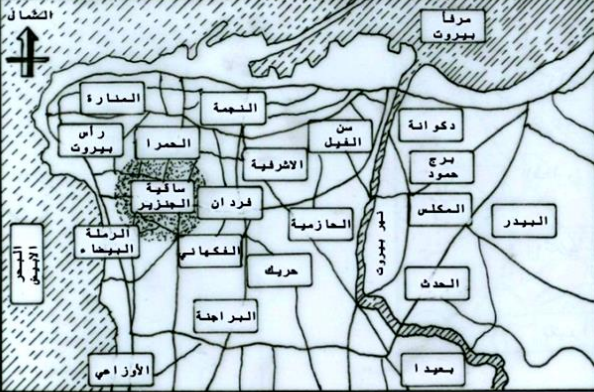 الشمال
مرفأ
بيروت
المنارة
النجمة
رأس
بيروت
الحمرا
سن
الفيل
دكوانة
الاشرفية
برج
حمود
ساقية
الجنزير
فردان
المكلس
البيدر
الحازمية
الرملة
البيضاء
الفكهاني
نهر بيروت
حريك
الحدث
البحر
الابيض
البراجنة
الأوزاعي
بعبدا